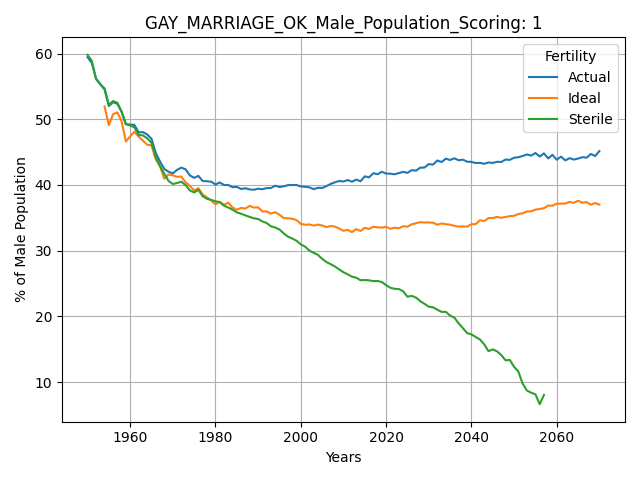 GAY_MARRIAGE_OK_Male_Population_Scoring: 1
Fertility
Actual
Ideal
Sterile
% of Male Population
60
50
40
30
20
10
1960 1980 2000 2020 2040 2060
Years